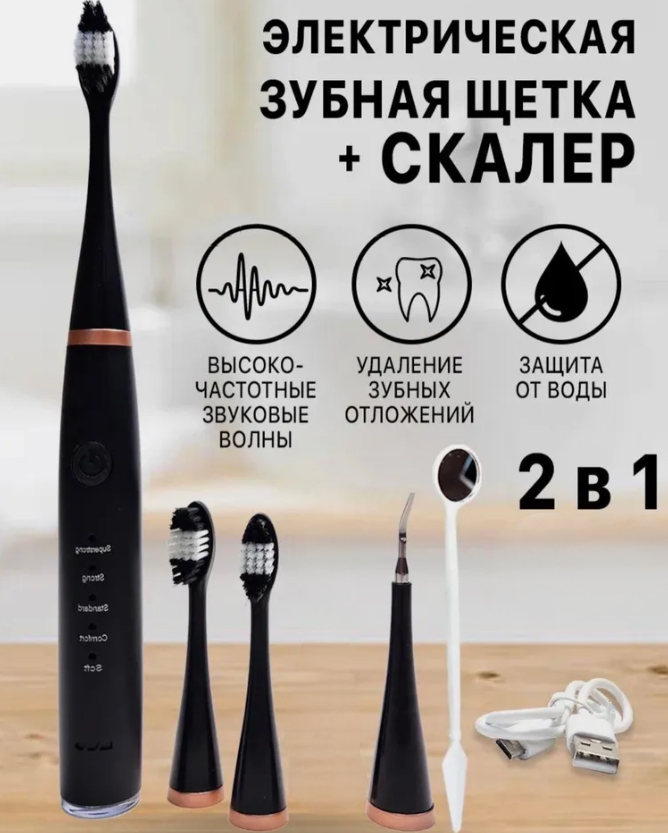 ЭЛЕКТРИЧЕСКАЯ
ЗУБНАЯ ЩЕТКА
+ СКАЛЕР
ВЫСОКО-
ЧАСТОТНЫЕ
ЗВУКОВЫЕ
ВОЛНЫ
УДАЛЕНИЕ
ЗУБНЫХ
ОТЛОЖЕНИЙ
ЗАЩИТА
ОТ ВОДЫ
2 в 1
Superstrong
Strong
Standard
Comfort
Soft